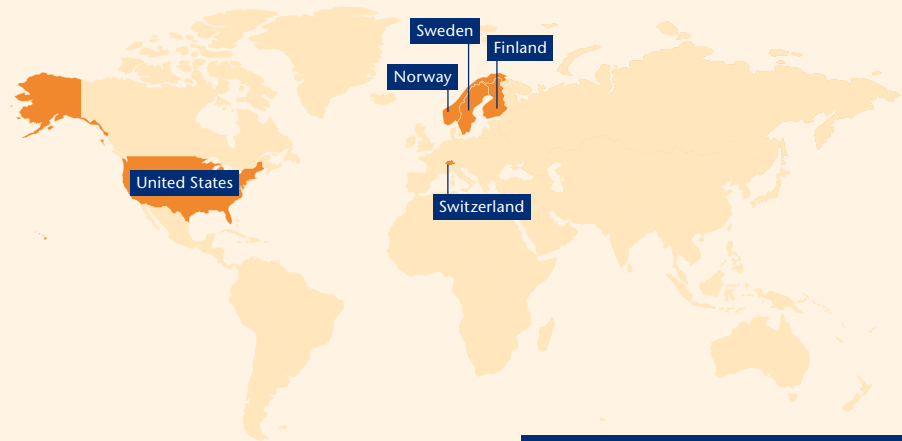 Sweden
Finland
Norway
United States
Switzerland